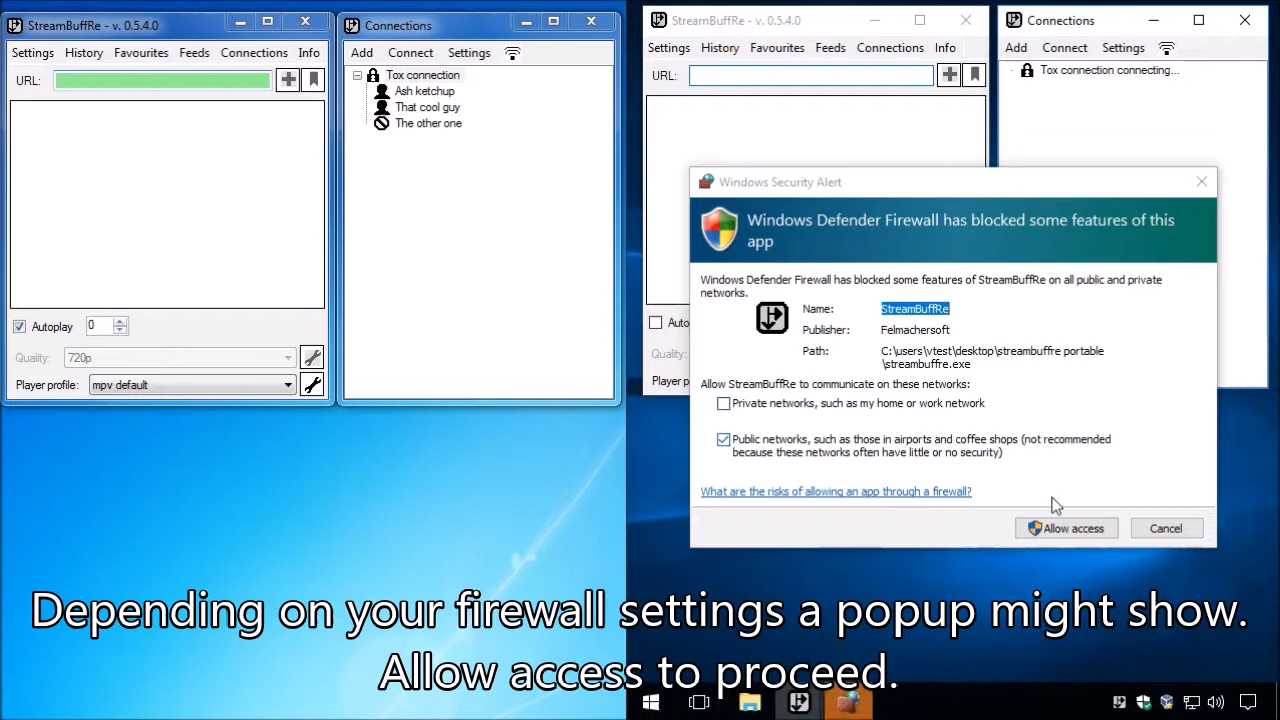 StreamBuffRe - v. 0.5.4.0
Settings History Favourites Feeds Connections Info
URL:
Autoplay 0
Quality: 720p
Player profile: mpv default
Connections
Add Connect Settings
Tox connection
Ash ketchup
That cool guy
The other one
StreamBuffRe - v. 0.5.4.0
Settings History Favourites Feeds Connections Info
URL:
Auto
Quality:
Player p
Connections
Add Connect Settings
Tox connection connecting...
Windows Security Alert
Windows Defender Firewall has blocked some features of this
app
Windows Defender Firewall has blocked some features of StreamBuffRe on all public and private
networks.
Name: StreamBuffRe
Publisher: Felmachersoft
Path: C:\users\vtest\desktop\streambuffre portable
\streambuffre.exe
Allow StreamBuffRe to communicate on these networks:
Private networks, such as my home or work network
Public networks, such as those in airports and coffee shops (not recommended
because these networks often have little or no security)
What are the risks of allowing an app through a firewall?
Allow access Cancel
Depending on your firewall settings a popup might show.
Allow access to proceed.